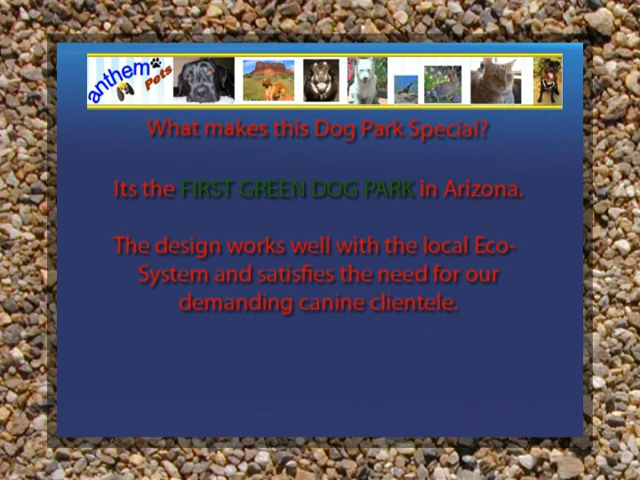 anthem Pets
What makes this Dog Park Special?
Its the FIRST GREEN DOG PARK in Arizona.
The design works well with the local Eco-
System and satisfies the need for our
demanding canine clientele.